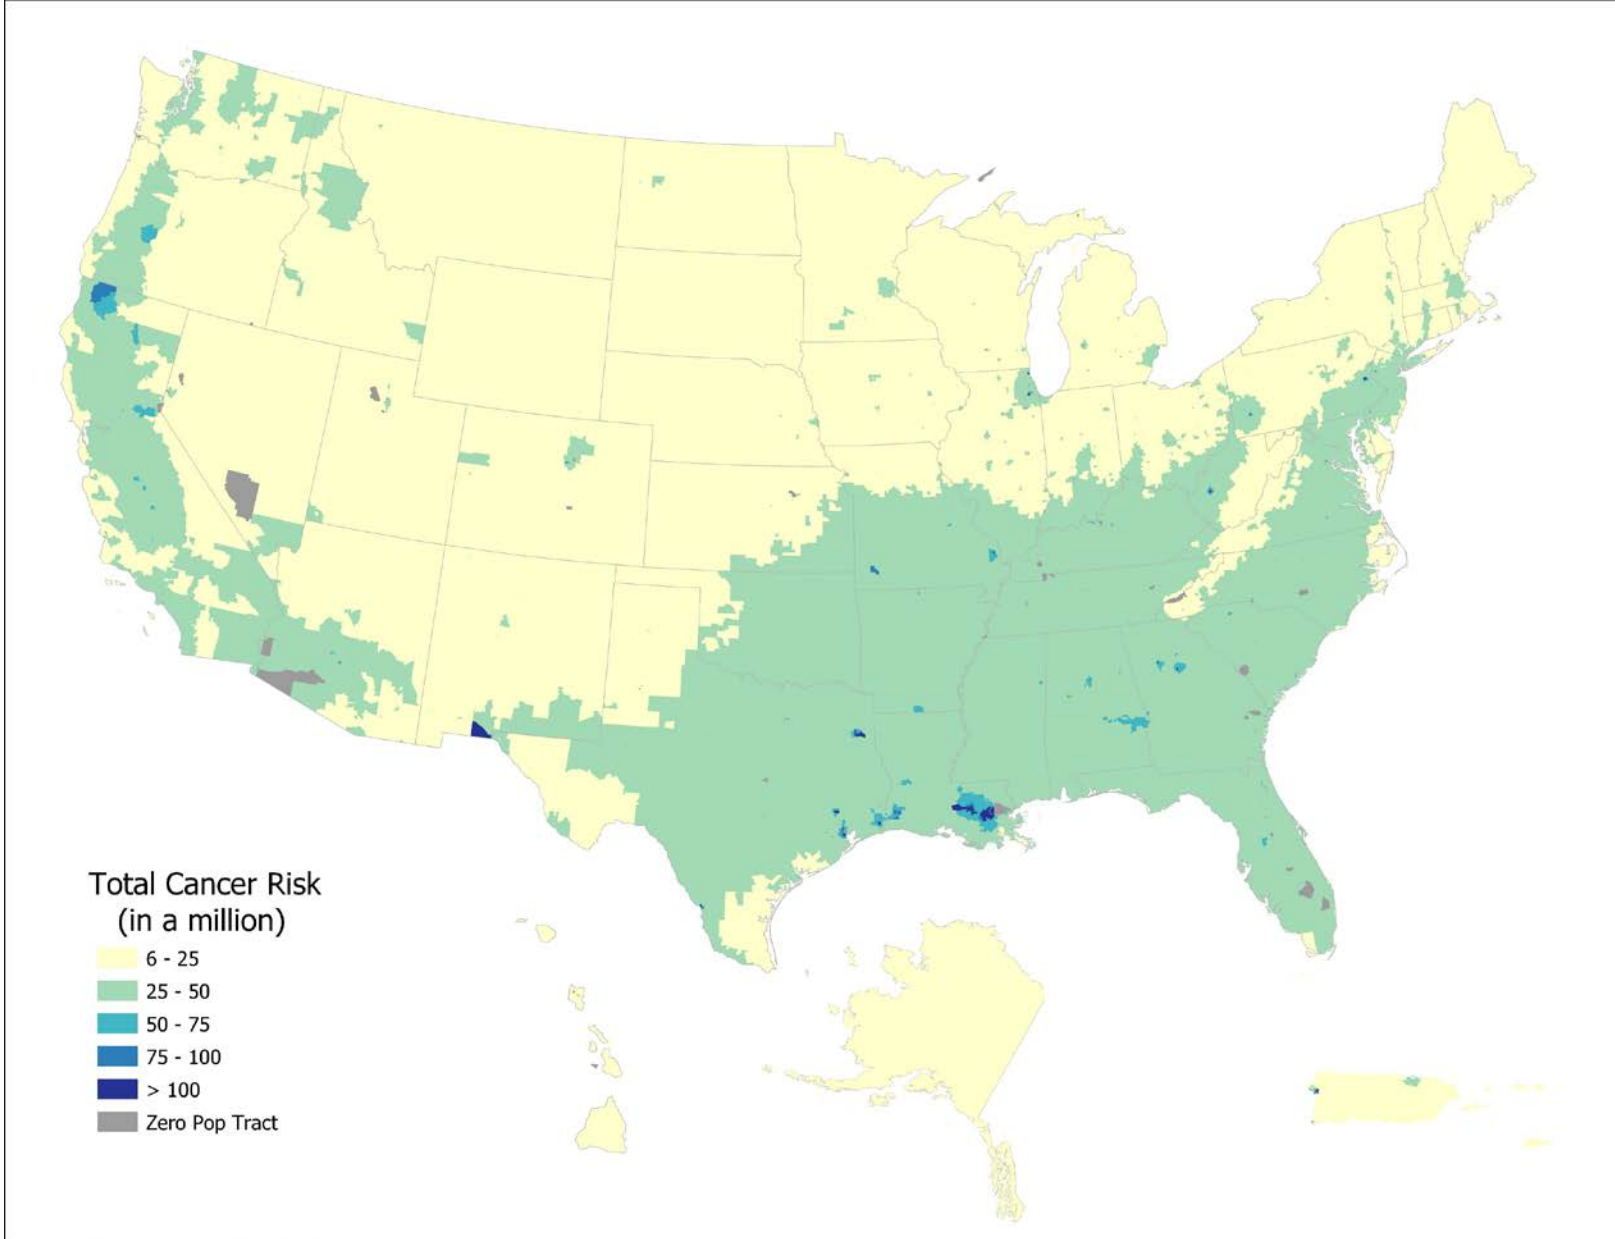 Total Cancer Risk
(in a million)
6 - 25
25 - 50
50 - 75
75 - 100
> 100
Zero Pop Tract